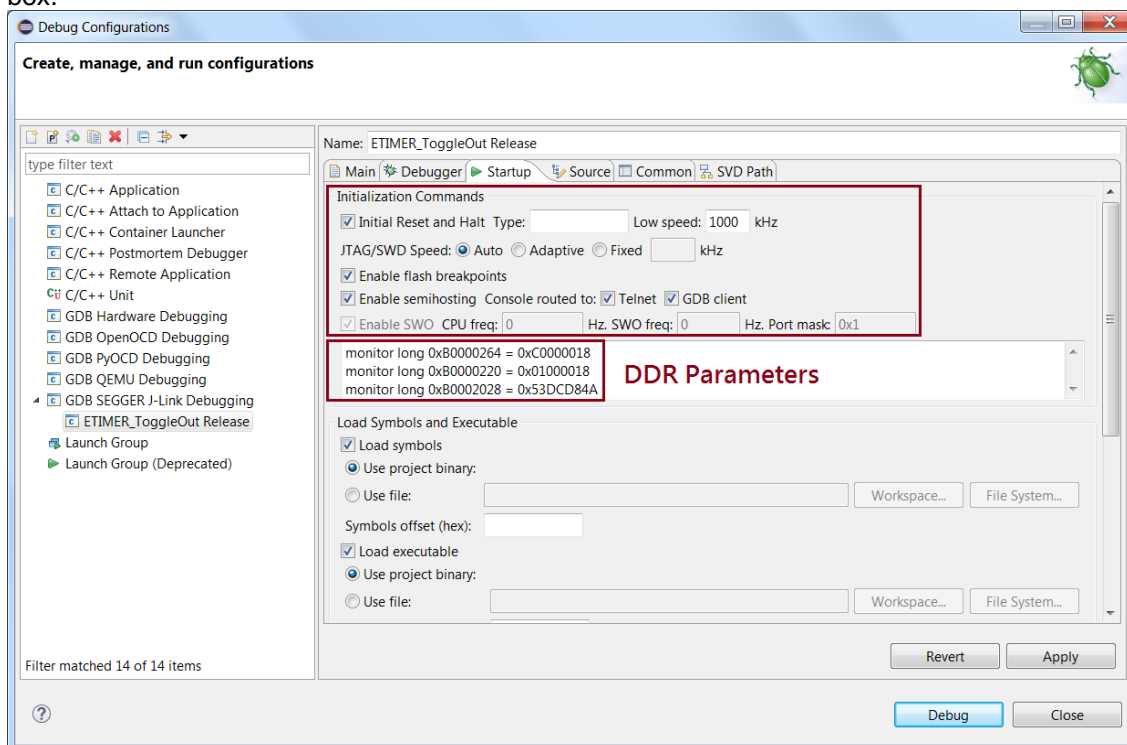 box.
Debug Configurations
Create, manage, and run configurations
type filter text
C/C++ Application
C/C++ Attach to Application
C/C++ Container Launcher
C/C++ Postmortem Debugger
C/C++ Remote Application
C/C++ Unit
GDB Hardware Debugging
GDB OpenOCD Debugging
GDB PyOCD Debugging
GDB QEMU Debugging
GDB SEGGER J-Link Debugging
ETIMER_ToggleOut Release
Launch Group
Launch Group (Deprecated)
Filter matched 14 of 14 items
Name: ETIMER_ToggleOut Release
Main Debugger Startup Source Common SVD Path
Initialization Commands
Initial Reset and Halt Type: Low speed: 1000 kHz
JTAG/SWD Speed: Auto Adaptive Fixed kHz
Enable flash breakpoints
Enable semihosting Console routed to: Telnet GDB client
Enable SWO CPU freq: 0 Hz. SWO freq: 0 Hz. Port mask: 0x1
monitor long 0xB0000264 = 0xC0000018
monitor long 0xB0000220 = 0x01000018
monitor long 0xB0002028 = 0x53DCD84A
DDR Parameters
Load Symbols and Executable
Load symbols
Use project binary:
Use file: Workspace... File System...
Symbols offset (hex):
Load executable
Use project binary:
Use file: Workspace... File System...
Revert Apply
Debug Close